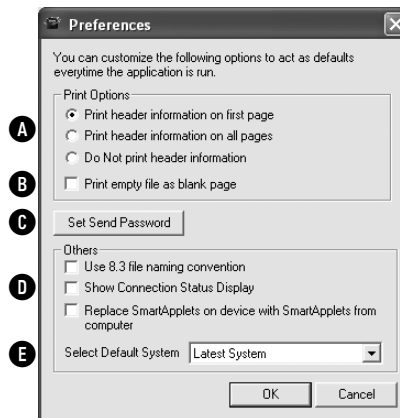 Preferences
You can customize the following options to act as defaults
everytime the application is run.
Print Options
A
Print header information on first page
Print header information on all pages
Do Not print header information
B
Print empty file as blank page
C
Set Send Password
Others
Use 8.3 file naming convention
D
Show Connection Status Display
Replace SmartApplets on device with SmartApplets from
computer
E
Select Default System
Latest System
OK
Cancel